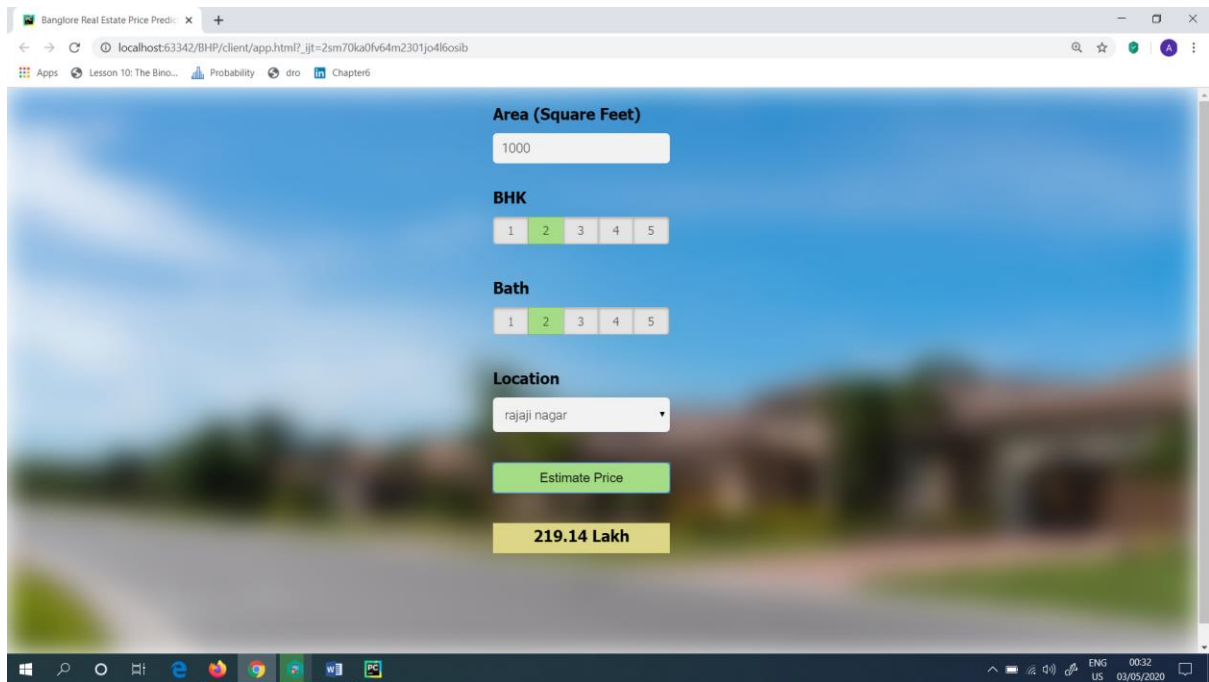 Banglore Real Estate Price Predic
localhost:63342/BHP/client/app.html?_ijt=2sm70ka0fv64m2301jo4l6osib
A
Apps Lesson 10: The Bino... Probability dro in Chapter6
Area (Square Feet)
1000
BHK
1 2 3 4 5
Bath
1 2 3 4 5
Location
rajaji nagar
Estimate Price
219.14 Lakh
PC
ENG 00:32
US 03/05/2020